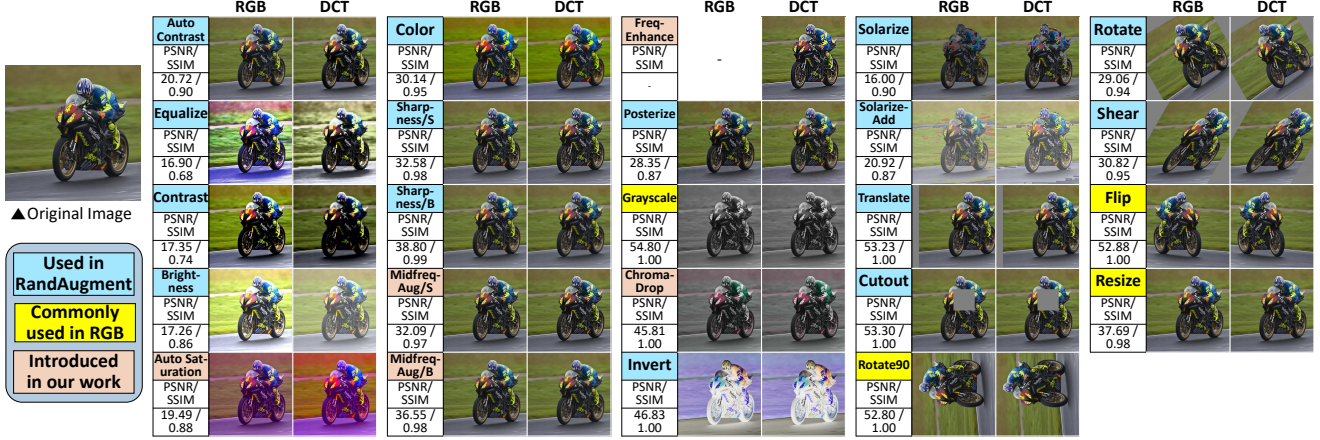 ▲Original Image
Used in
RandAugment
Commonly
used in RGB
Introduced
in our work
RGB DCT
Auto
Contrast
PSNR/
SSIM
20.72 /
0.90
Equalize
PSNR/
SSIM
16.90 /
0.68
Contrast
PSNR/
SSIM
17.35 /
0.74
Bright-
ness
PSNR/
SSIM
17.26 /
0.86
Auto Sat-
uration
PSNR/
SSIM
19.49 /
0.88
RGB DCT
Color
PSNR/
SSIM
30.14 /
0.95
Sharp-
ness/S
PSNR/
SSIM
32.58 /
0.98
Sharp-
ness/B
PSNR/
SSIM
38.80 /
0.99
Midfreq-
Aug/S
PSNR/
SSIM
32.09 /
0.97
Midfreq-
Aug/B
PSNR/
SSIM
36.55 /
0.98
RGB DCT
Freq-
Enhance
PSNR/
SSIM
-
-
Posterize
PSNR/
SSIM
28.35 /
0.87
Grayscale
PSNR/
SSIM
54.80 /
1.00
Chroma-
Drop
PSNR/
SSIM
45.81
1.00
Invert
PSNR/
SSIM
46.83
1.00
RGB DCT
Solarize
PSNR/
SSIM
16.00 /
0.90
Solarize-
Add
PSNR/
SSIM
20.92 /
0.87
Translate
PSNR/
SSIM
53.23 /
1.00
Cutout
PSNR/
SSIM
53.30 /
1.00
Rotate90
PSNR/
SSIM
52.80 /
1.00
RGB DCT
Rotate
PSNR/
SSIM
29.06 /
0.94
Shear
PSNR/
SSIM
30.82 /
0.95
Flip
PSNR/
SSIM
52.88 /
1.00
Resize
PSNR/
SSIM
37.69 /
0.98